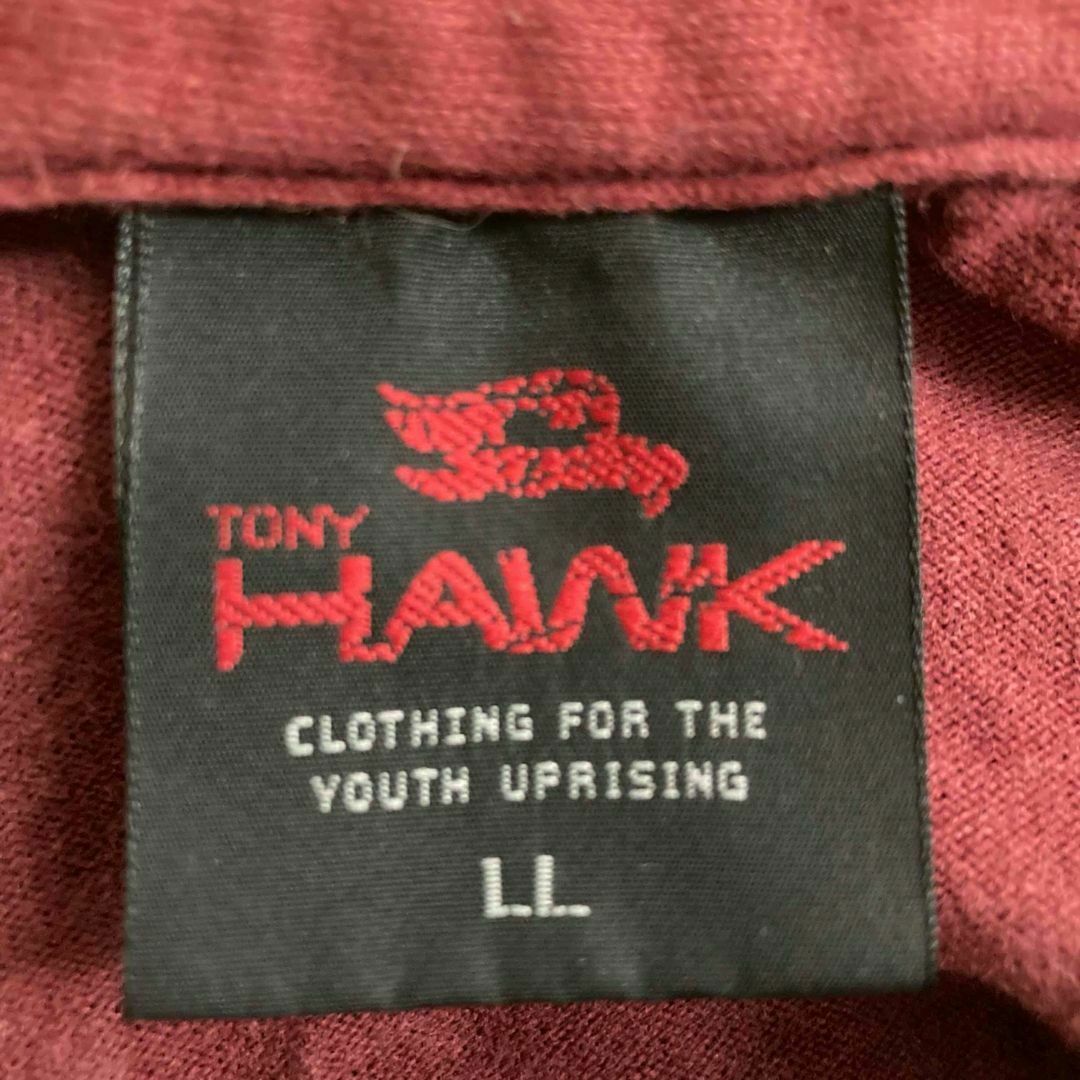 TONY
HAWK
CLOTHING FOR THE
YOUTH UPRISING
LL